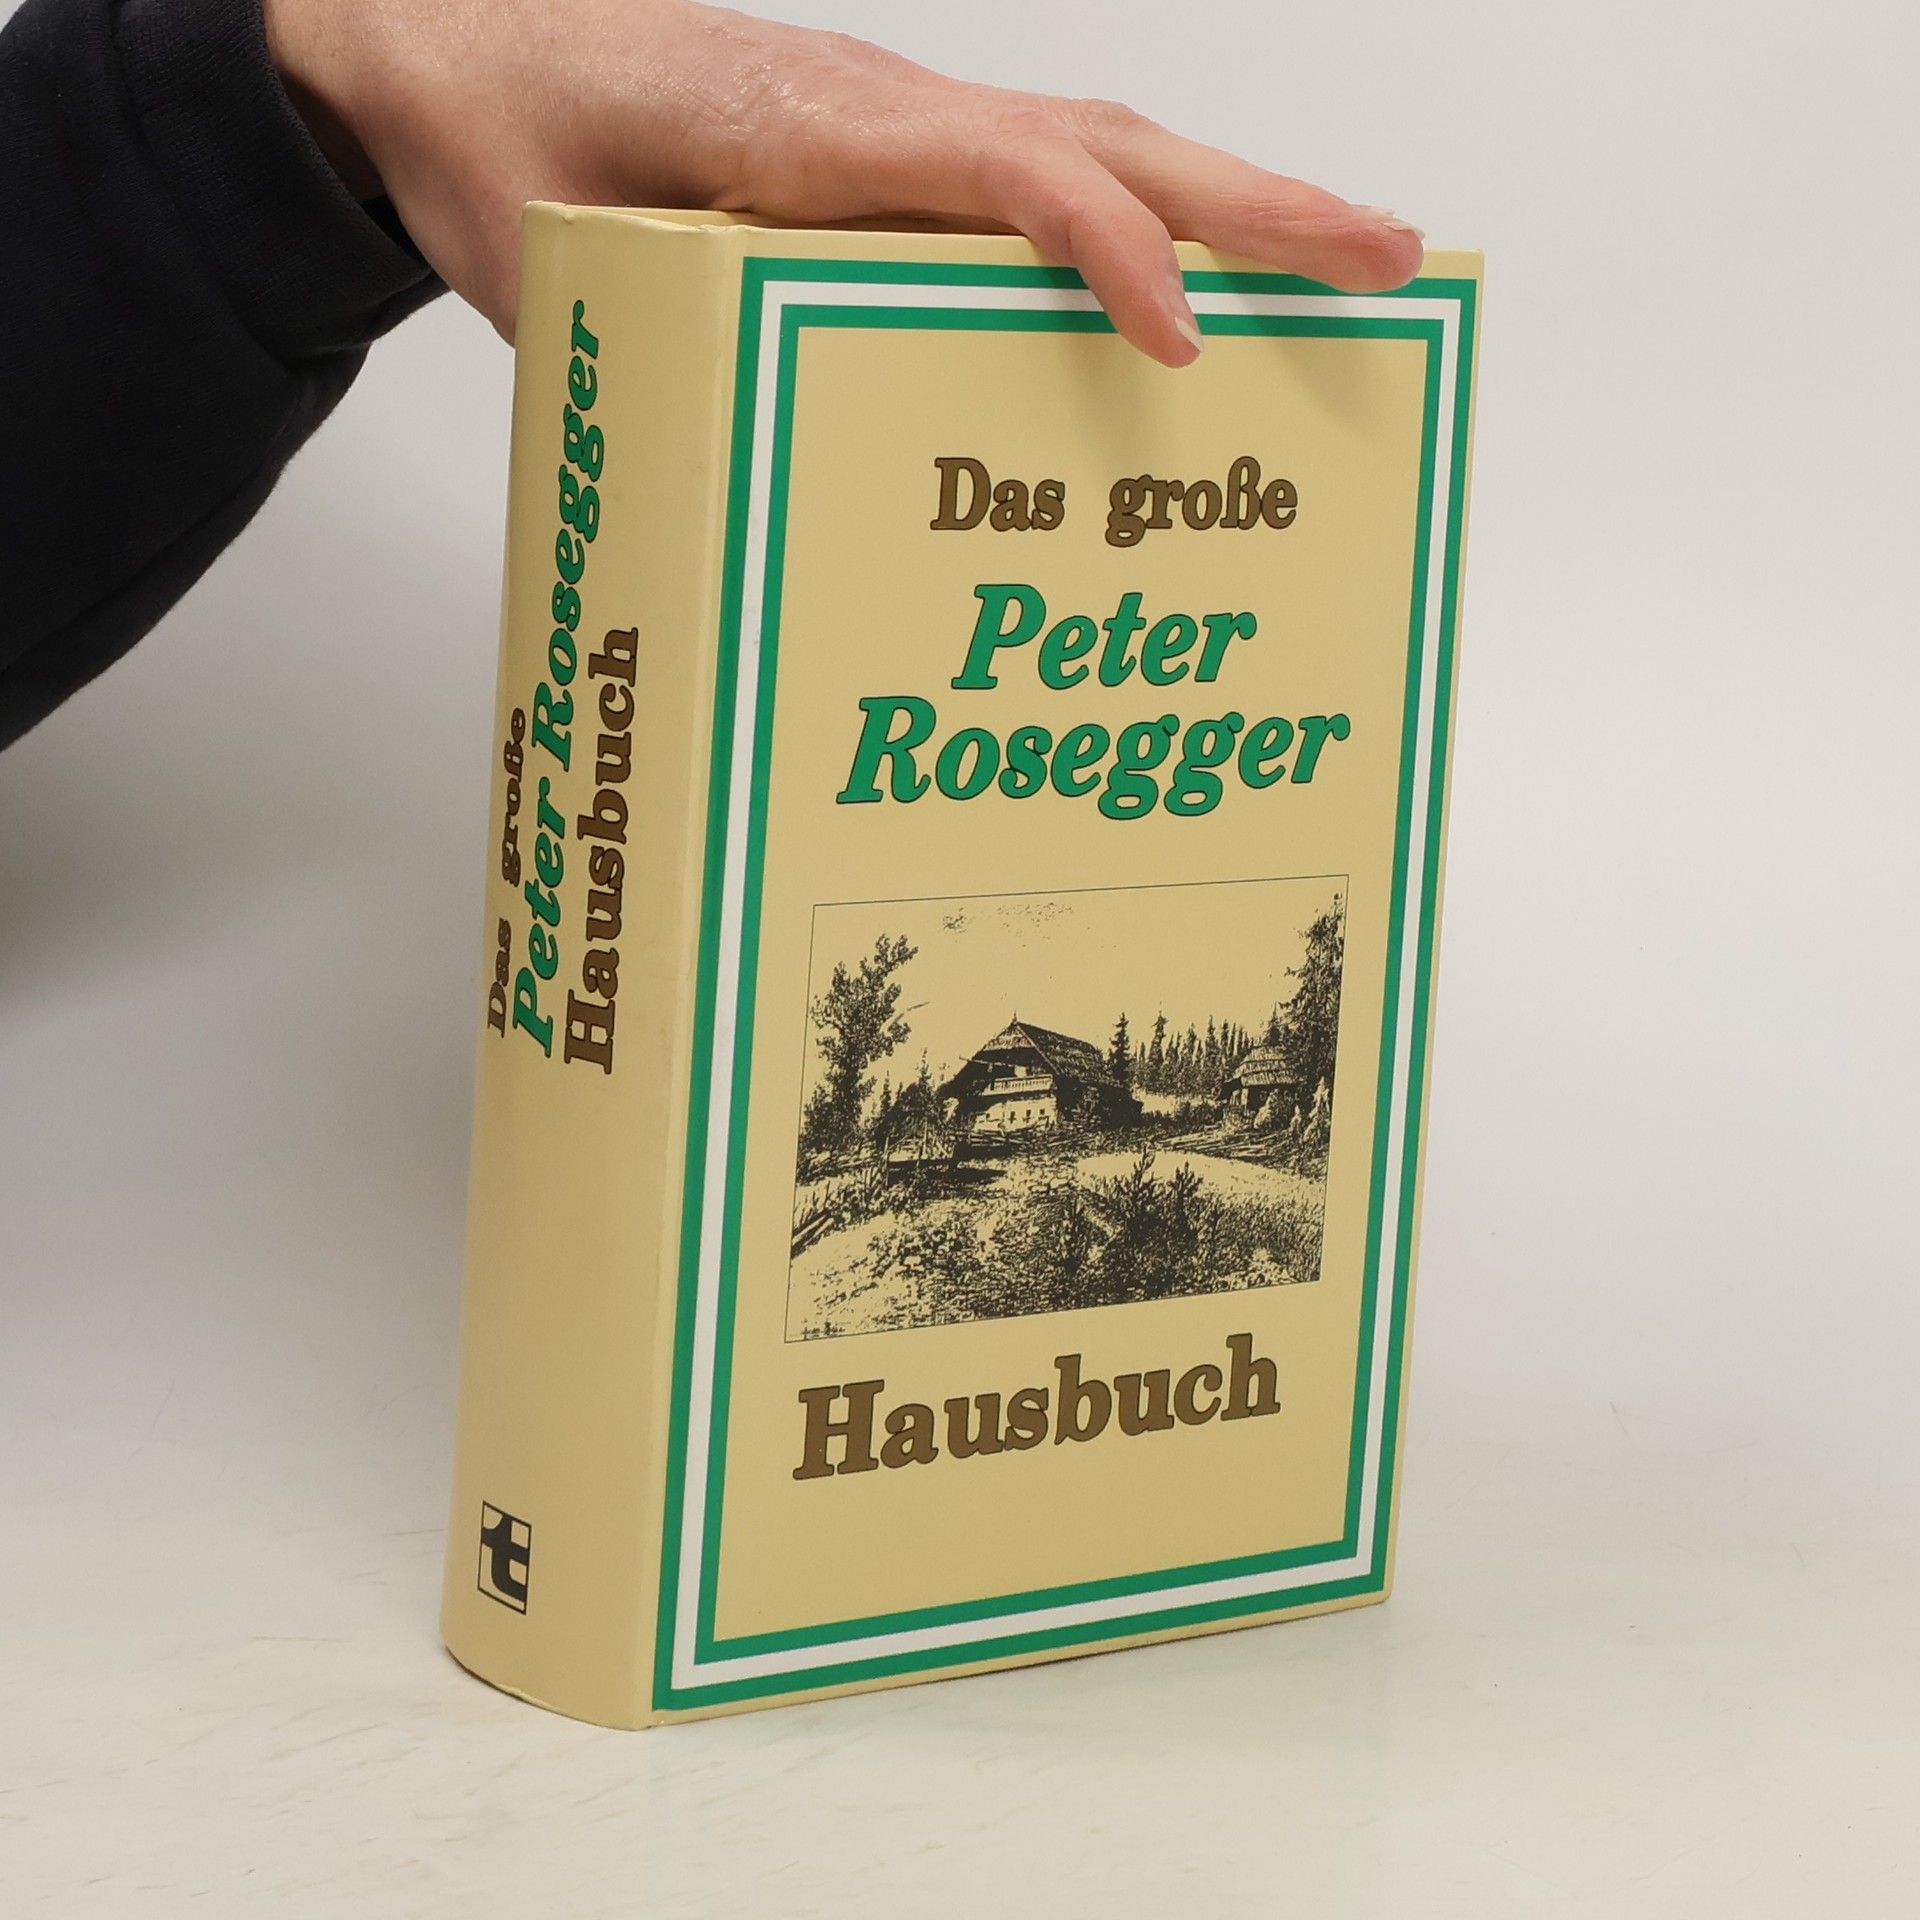 Das große
Peter Rosegger
Hausbuch
t
Das große
Peter
Rosegger
Hausbuch